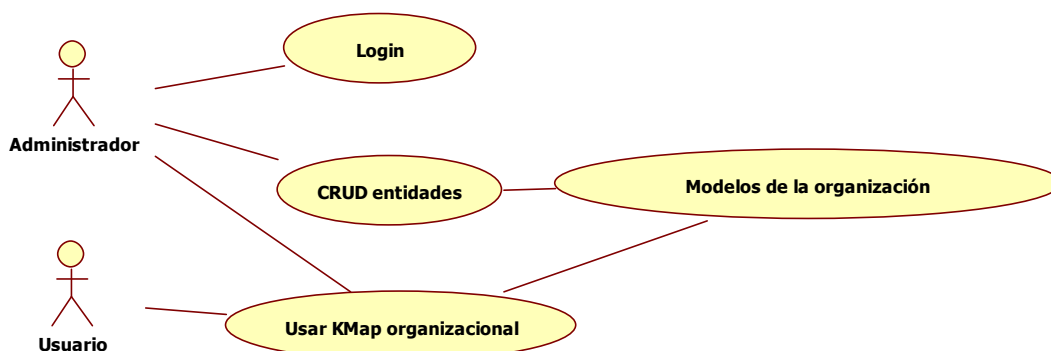 Login
Administrador
CRUD entidades
Modelos de la organización
Usar KMap organizacional
Usuario